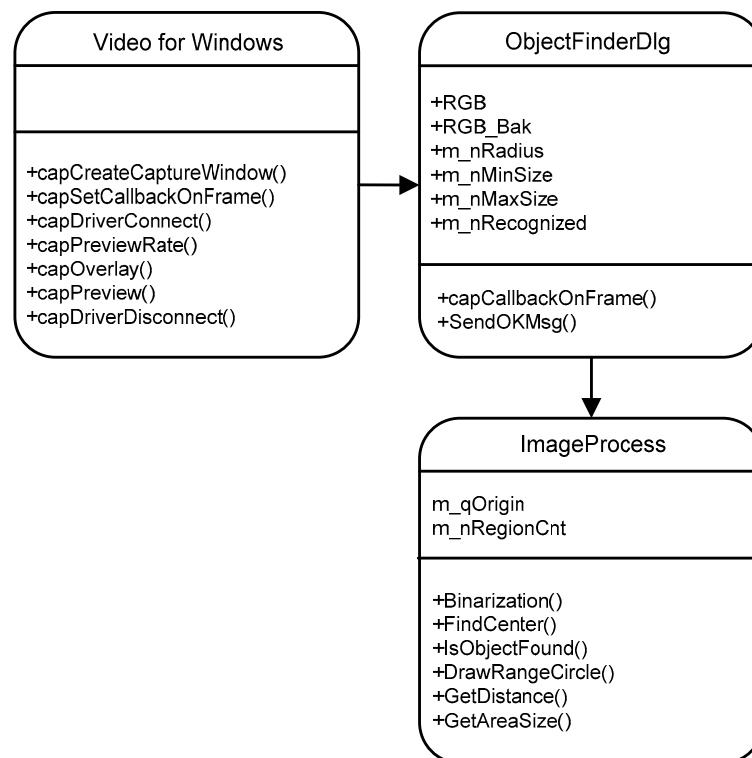 Video for Windows
+capCreateCaptureWindow()
+capSetCallbackOnFrame()
+capDriverConnect()
+capPreviewRate()
+capOverlay()
+capPreview()
+capDriverDisconnect()
ObjectFinderDlg
+RGB
+RGB_Bak
+m_nRadius
+m_nMinSize
+m_nMaxSize
+m_nRecognized
+capCallbackOnFrame()
+SendOKMsg()
ImageProcess
m_qOrigin
m_nRegionCnt
+Binarization()
+FindCenter()
+IsObjectFound()
+DrawRangeCircle()
+GetDistance()
+GetAreaSize()